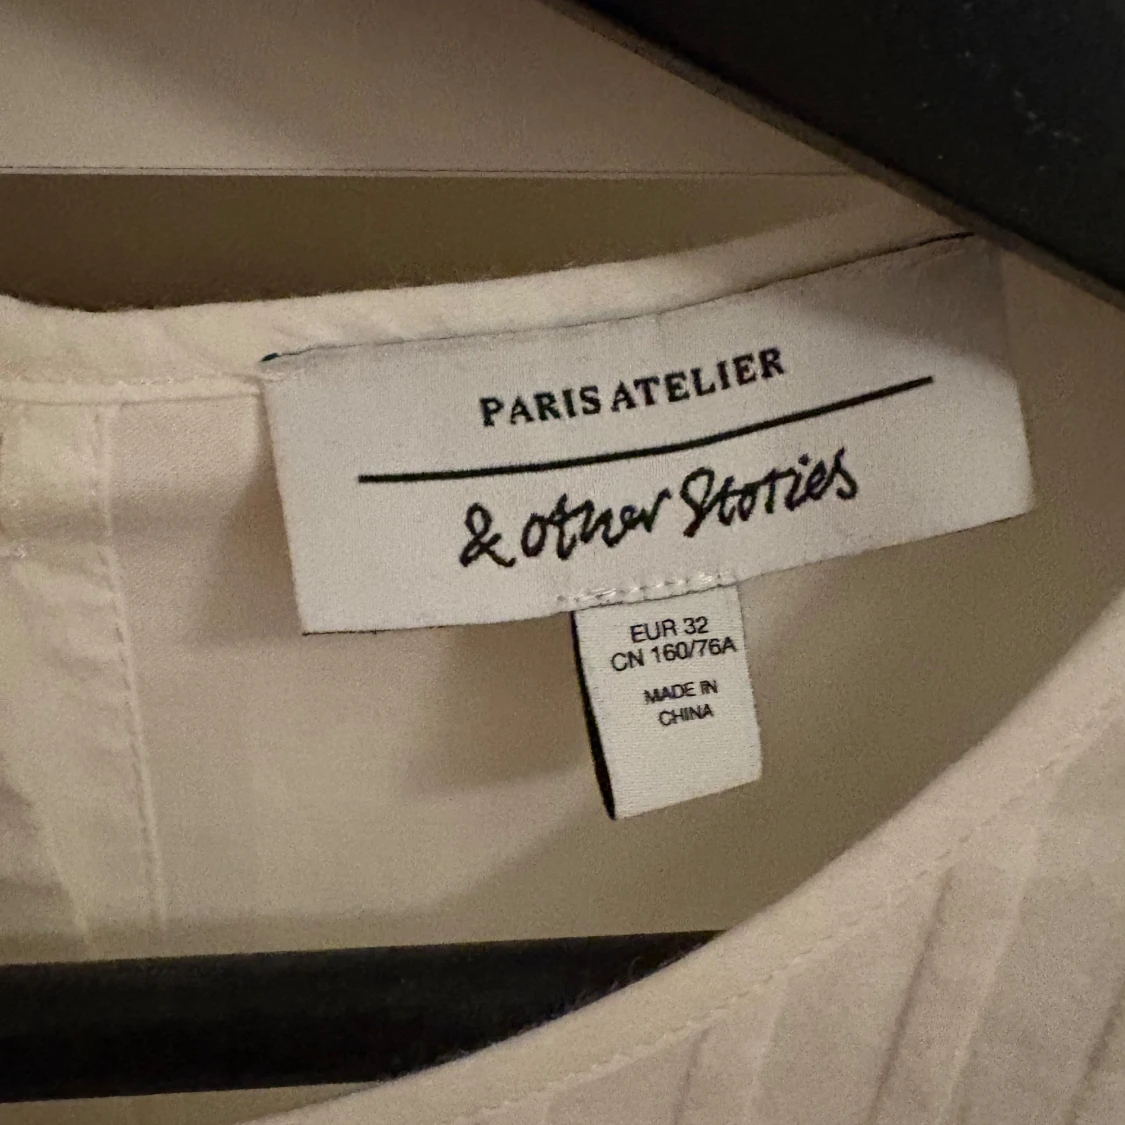 PARIS ATELIER
& other Stories
EUR 32
CN 160/76A
MADE IN
CHINA